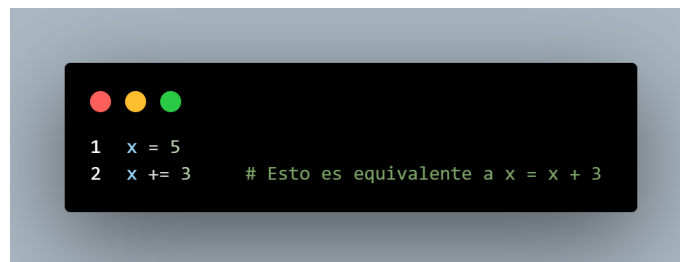 1 x = 5
2 x += 3 # Esto es equivalente a x = x + 3